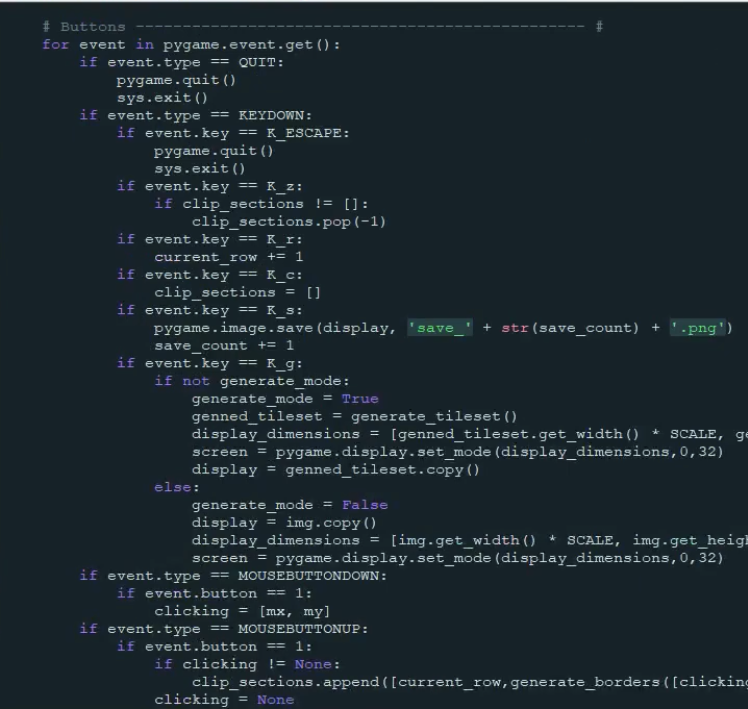 # Buttons ------------------------------------------------ #
for event in pygame.event.get():
    if event.type == QUIT:
        pygame.quit()
        sys.exit()
    if event.type == KEYDOWN:
        if event.key == K_ESCAPE:
            pygame.quit()
            sys.exit()
        if event.key == K_z:
            if clip_sections != []:
                clip_sections.pop(-1)
        if event.key == K_r:
            current_row += 1
        if event.key == K_c:
            clip_sections = []
        if event.key == K_s:
            pygame.image.save(display, 'save_' + str(save_count) + '.png')
            save_count += 1
        if event.key == K_g:
            if not generate_mode:
                generate_mode = True
                genned_tileset = generate_tileset()
                display_dimensions = [genned_tileset.get_width() * SCALE, ge
                screen = pygame.display.set_mode(display_dimensions,0,32)
                display = genned_tileset.copy()
            else:
                generate_mode = False
                display = img.copy()
                display_dimensions = [img.get_width() * SCALE, img.get_heigh
                screen = pygame.display.set_mode(display_dimensions,0,32)
    if event.type == MOUSEBUTTONDOWN:
        if event.button == 1:
            clicking = [mx, my]
    if event.type == MOUSEBUTTONUP:
        if event.button == 1:
            if clicking != None:
                clip_sections.append([current_row,generate_borders([clicking
            clicking = None